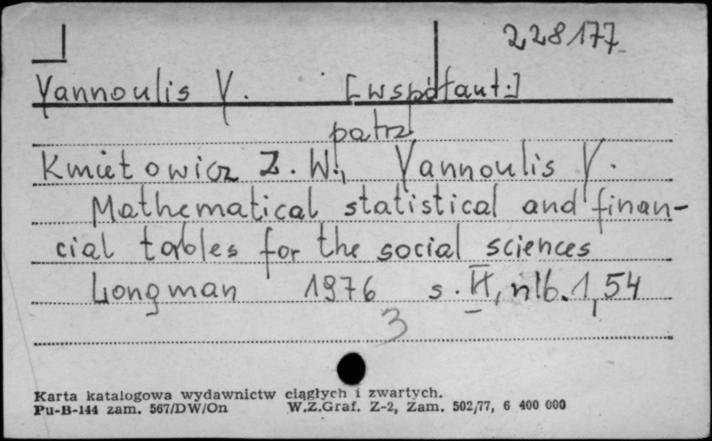 228177
Yannoulis Y. [współaut.]
patrz
Kmietowicz Z. W., Yannoulis Y.
Mathematical statistical and finan-
cial tables for the social sciences
Longman 1976 s. VI, nlb. 1, 54
3
Karta katalogowa wydawnictw ciągłych i zwartych.
Pu-B-144 zam. 567/DW/On W.Z.Graf. Z-2, Zam. 502/77, 6 400 000